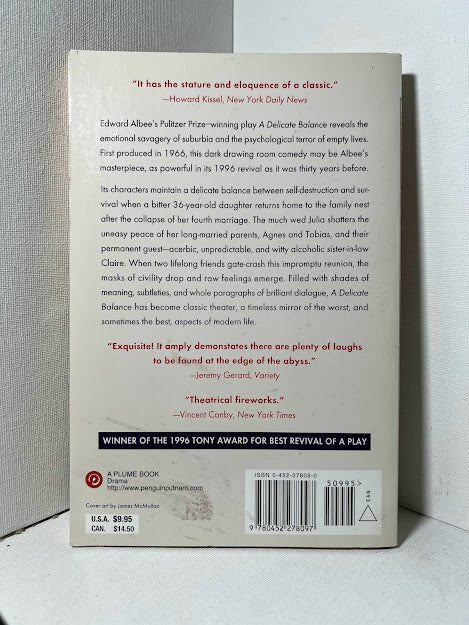 "It has the stature and eloquence of a classic."
—Howard Kissel, New York Daily News
Edward Albee's Pulitzer Prize–winning play A Delicate Balance reveals the
emotional savagery of suburbia and the psychological terror of empty lives.
First produced in 1966, this dark drawing room comedy may be Albee's
masterpiece, as powerful in its 1996 revival as it was thirty years before.
Its characters maintain a delicate balance between self-destruction and sur-
vival when a bitter 36-year-old daughter returns home to the family nest
after the collapse of her fourth marriage. The much wed Julia shatters the
uneasy peace of her long-married parents, Agnes and Tobias, and their
permanent guest—acerbic, unpredictable, and witty alcoholic sister-in-law
Claire. When two lifelong friends gate-crash this impromptu reunion, the
masks of civility drop and raw feelings emerge. Filled with shades of
meaning, subtleties, and whole paragraphs of brilliant dialogue, A Delicate
Balance has become classic theater, a timeless mirror of the worst, and
sometimes the best, aspects of modern life.
"Exquisite! It amply demonstrates there are plenty of laughs
to be found at the edge of the abyss."
—Jeremy Gerard, Variety
"Theatrical fireworks."
—Vincent Canby, New York Times
WINNER OF THE 1996 TONY AWARD FOR BEST REVIVAL OF A PLAY
A PLUME BOOK
Drama
http://www.penguinputnam.com
Cover art by James McMullan
U.S.A. $9.95
CAN. $14.50
ISBN 0-452-27809-0
50995>
EAN
9 780452 278097